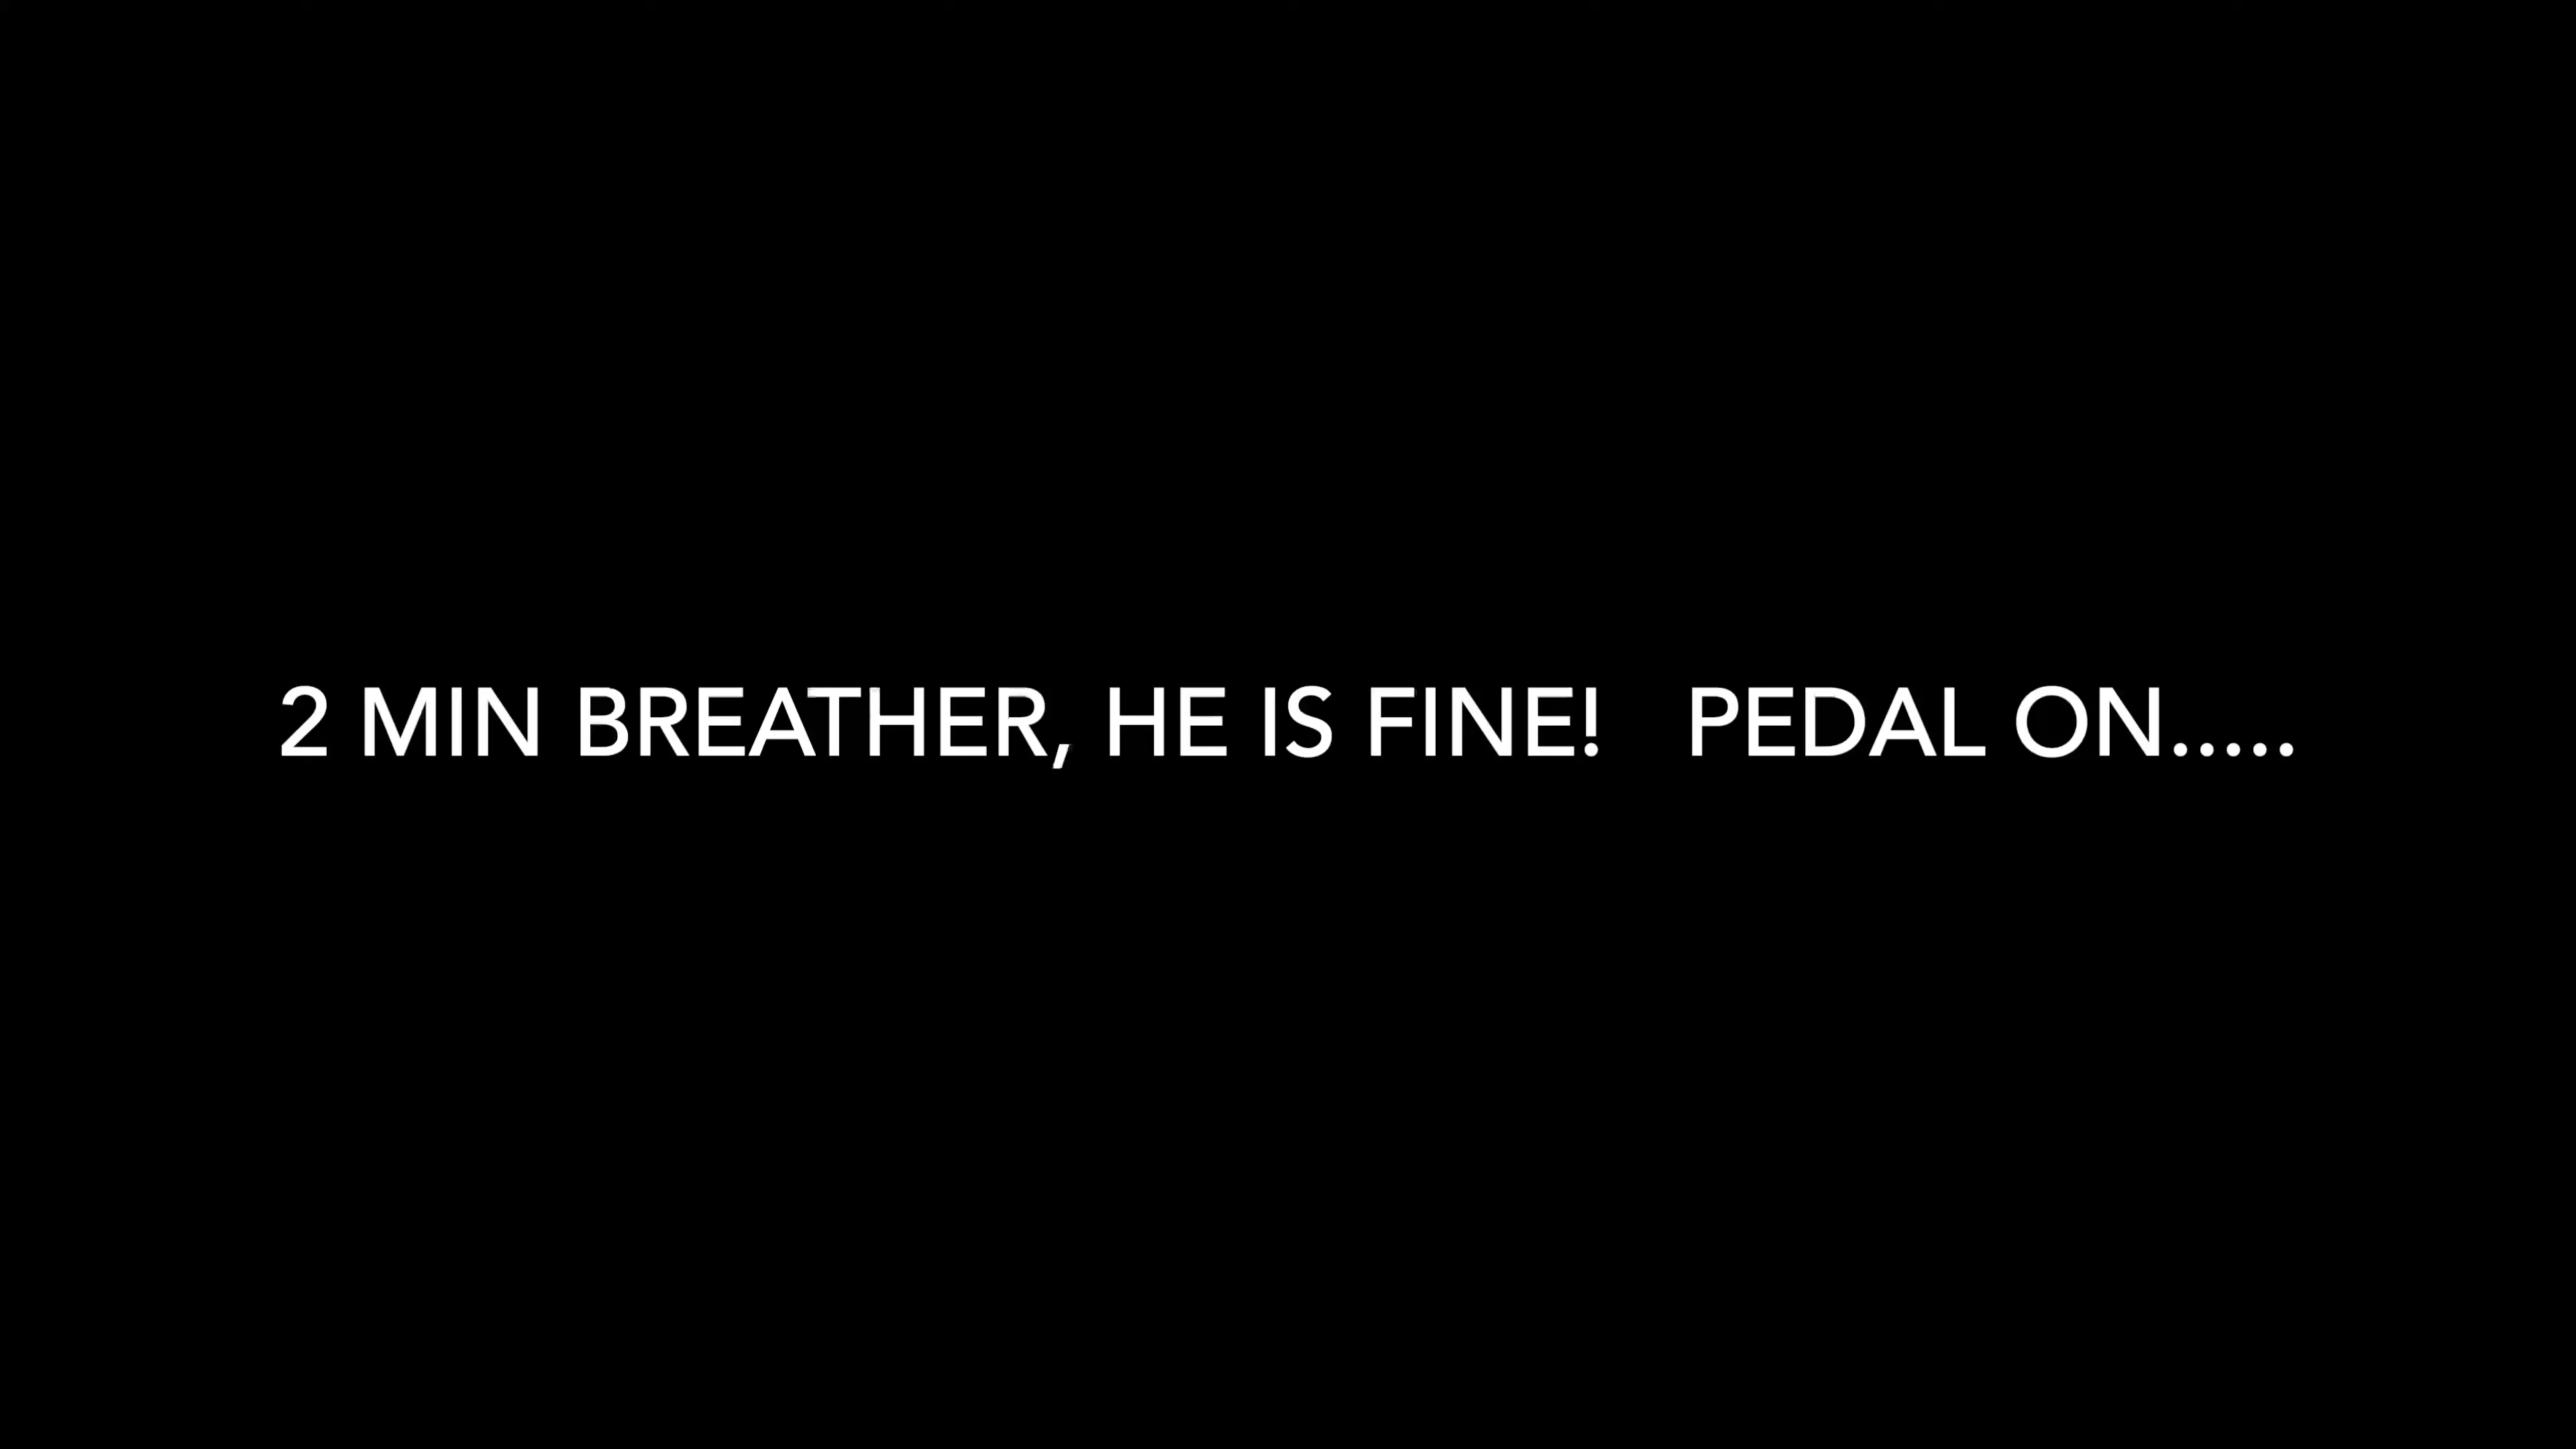 2 MIN BREATHER, HE IS FINE!   PEDAL ON.....